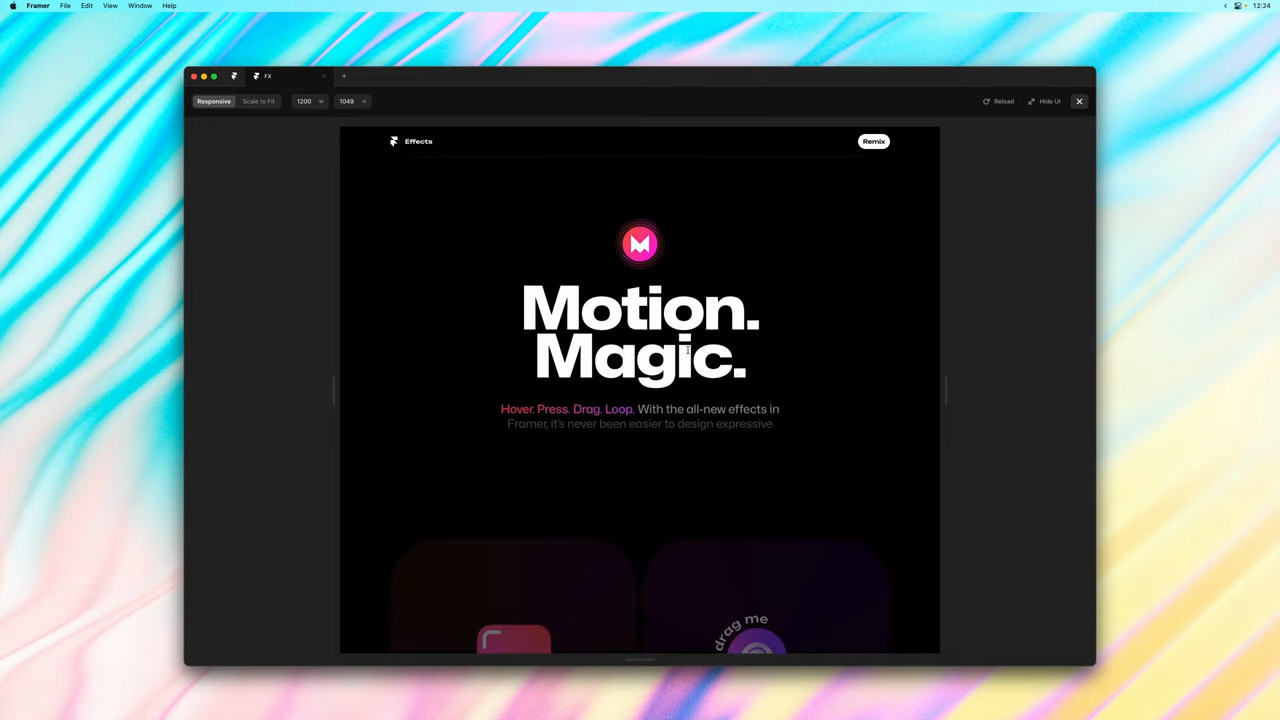 Framer File Edit View Window Help 12:24
FX
Responsive Scale to Fit 1200 W 1049 H Reload Hide UI
Effects Remix
Motion.
Magic.
Hover. Press. Drag. Loop. With the all-new effects in
Framer, it's never been easier to design expressive
drag me